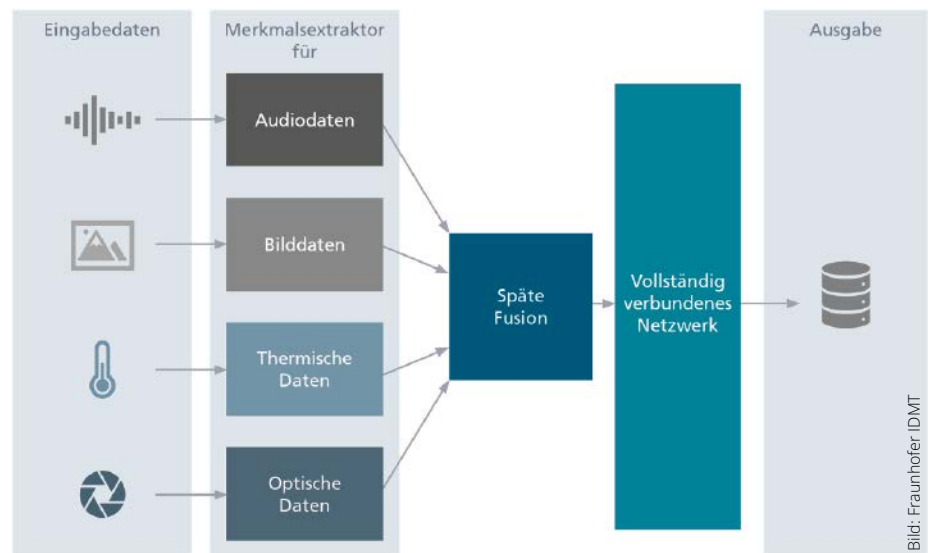 Eingabedaten
Merkmalsextraktor
für
Ausgabe
Audiodaten
Bilddaten
Thermische
Daten
Optische
Daten
Späte
Fusion
Vollständig
verbundenes
Netzwerk
Bild: Fraunhofer IDMT